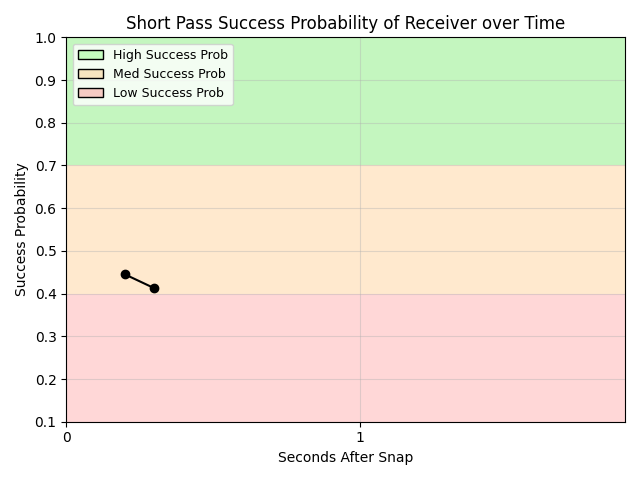 Short Pass Success Probability of Receiver over Time
1.0
0.9
0.8
0.7
0.6
0.5
0.4
0.3
0.2
0.1
Success Probability
High Success Prob
Med Success Prob
Low Success Prob
0 1
Seconds After Snap